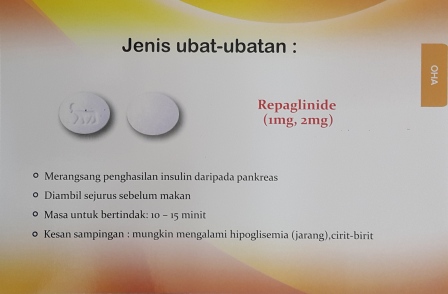 Jenis ubat-ubatan :
OHA
Repaglinide
(1mg, 2mg)
Merangsang penghasilan insulin daripada pankreas
Diambil sejurus sebelum makan
Masa untuk bertindak: 10 – 15 minit
Kesan sampingan : mungkin mengalami hipoglisemia (jarang),cirit-birit